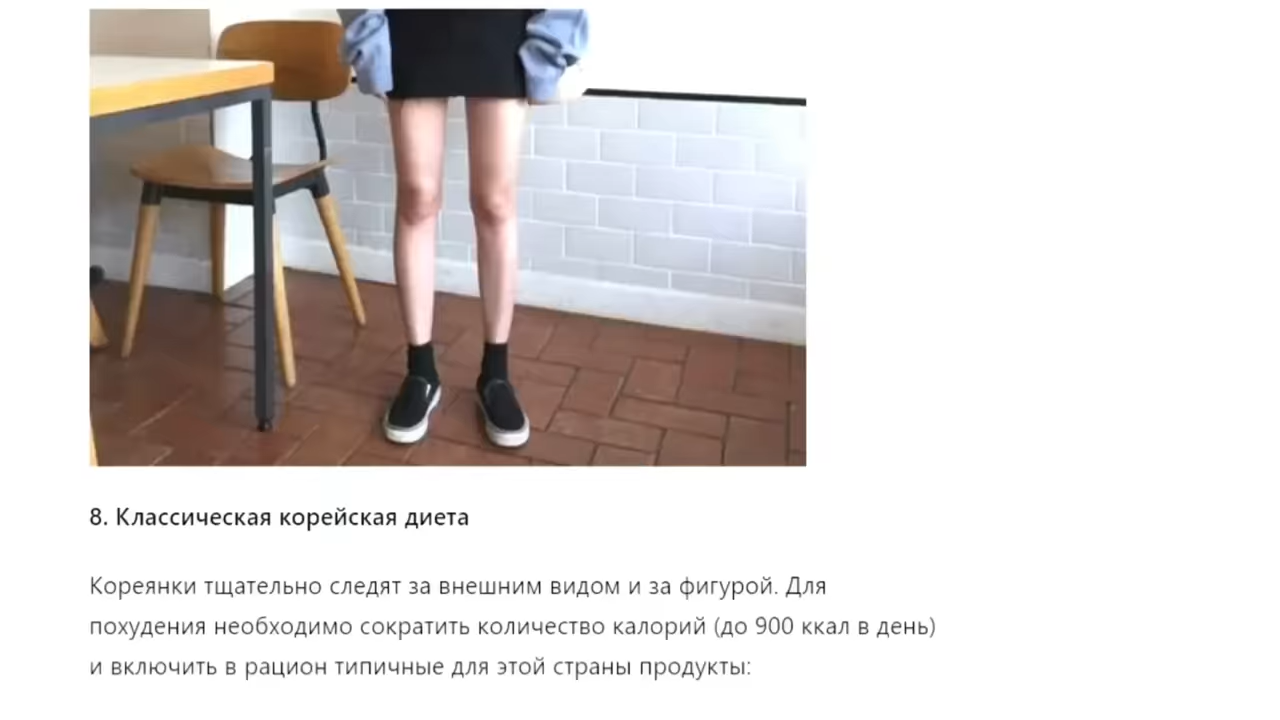 8. Классическая корейская диета
Кореянки тщательно следят за внешним видом и за фигурой. Для
похудения необходимо сократить количество калорий (до 900 ккал в день)
и включить в рацион типичные для этой страны продукты: